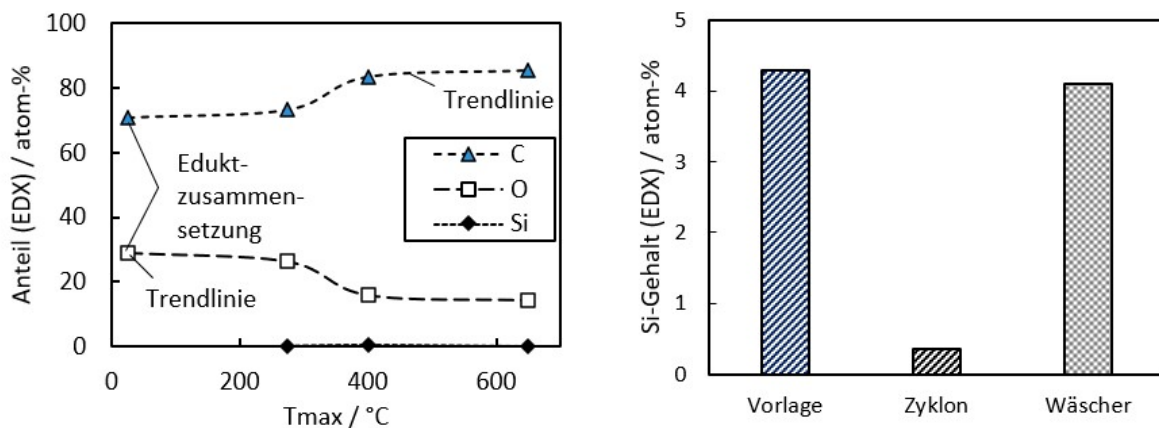 Anteil (EDX) / atom-%
100
80
60
40
20
0
0
200
400
600
Tmax / °C
Trendlinie
Edukt-
zusammen-
setzung
Trendlinie
C
O
Si
Si-Gehalt (EDX) / atom-%
5
4
3
2
1
0
Vorlage
Zyklon
Wäscher